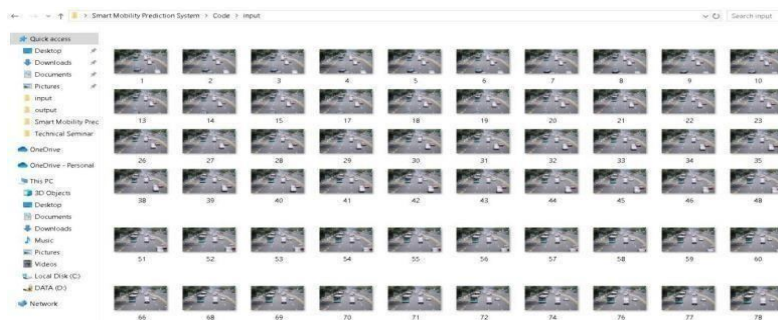 Smart Mobility Prediction System > Code > input
Search input
Quick access
Desktop
Downloads
Documents
Pictures
input
output
Smart Mobility Prec
Technical Seminar
OneDrive
OneDrive - Personal
This PC
3D Objects
Desktop
Documents
Downloads
Music
Pictures
Videos
Local Disk (C:)
DATA (D:)
Network
1 2 3 4 5 6 7 8 9 10
13 14 15 17 18 19 20 21 22 23
26 27 28 29 30 31 32 33 34 35
38 39 40 41 42 43 44 45 46 48
51 52 53 54 55 56 57 58 59 60
66 68 69 70 71 72 74 76 77 78